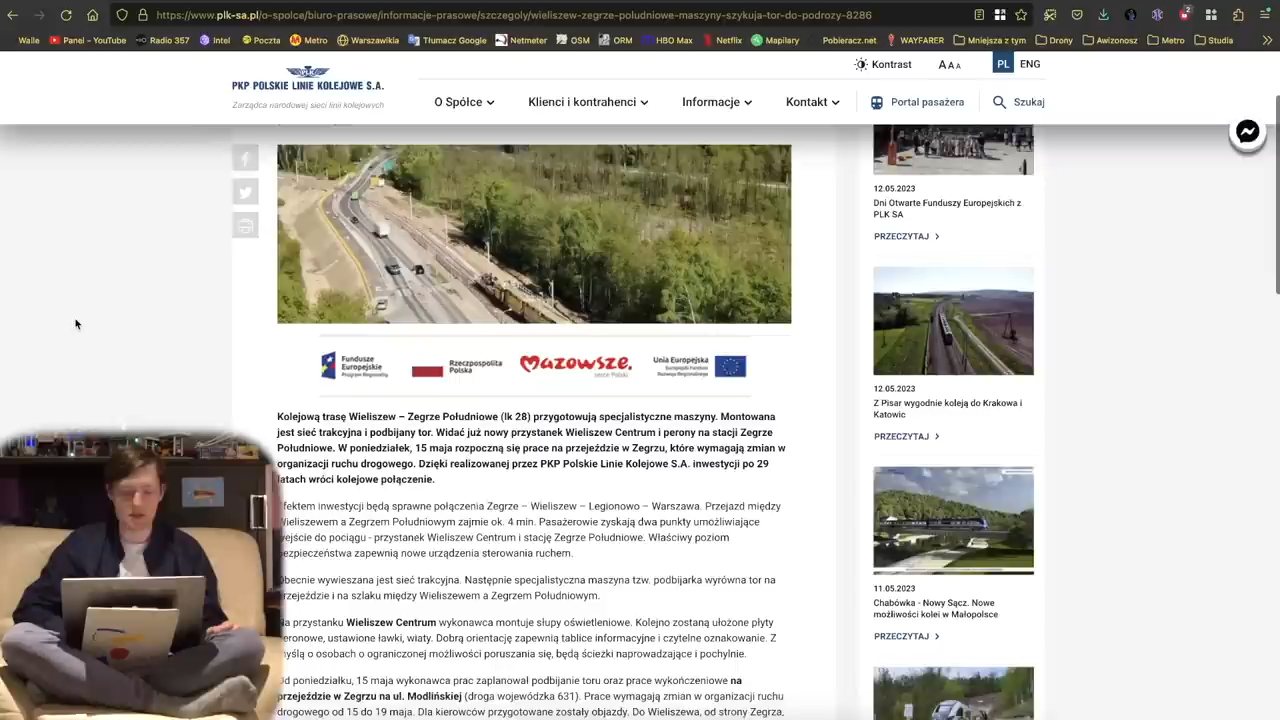 https://www.plk-sa.pl/o-spolce/biuro-prasowe/informacje-prasowe/szczegoly/zegrze-poludniowe-maszyny-szykuja-tor-do-podrozy-8286
Walle Panel – YouTube Radio 357 Intel Poczta Metro Tłumacz Google Netmeter OSM ORM HBO Max Netflix Mapillary Pobieracz.net WAYFARER Mniejsza z tym Metro Studia
PKP POLSKIE LINIE KOLEJOWE S.A.
Zarządca narodowej sieci linii kolejowych
Kontrast
A A A
PL ENG
O Spółce Klienci i kontrahenci Informacje Kontakt Portal pasażera Szukaj
Fundusze
Europejskie
Program Regionalny
Rzeczpospolita
Polska
Mazowsze.
serce Polski
Unia Europejska
Europejski Fundusz
Rozwoju Regionalnego
Kolejową trasę Wieliszew – Zegrze Południowe (lk 28) przygotowują specjalistyczne maszyny. Montowana
jest sieć trakcyjna i podbijany tor. Widać już nowy przystanek Wieliszew Centrum i perony na stacji Zegrze
Południowe. W poniedziałek, 15 maja rozpoczną się prace na przejeździe w Zegrzu, które wymagają zmian w
organizacji ruchu drogowego. Dzięki realizowanej przez PKP Polskie Linie Kolejowe S.A. inwestycji po 29
latach wróci kolejowe połączenie.
fektem inwestycji będą sprawne połączenia Zegrze – Wieliszew – Legionowo – Warszawa. Przejazd między
Wieliszewem a Zegrzem Południowym zajmie ok. 4 min. Pasażerowie zyskają dwa punkty umożliwiające
ejście do pociągu - przystanek Wieliszew Centrum i stację Zegrze Południowe. Właściwy poziom
ezpieczeństwa zapewnią nowe urządzenia sterowania ruchem.
Obecnie wywieszana jest sieć trakcyjna. Następnie specjalistyczna maszyna tzw. podbijarka wyrówna tor na
rzejeździe i na szlaku między Wieliszewem a Zegrzem Południowym.
Na przystanku Wieliszew Centrum wykonawca montuje słupy oświetleniowe. Kolejno zostaną ułożone płyty
eronowe, ustawione ławki, wiaty. Dobrą orientację zapewnią tablice informacyjne i czytelne oznakowanie. Z
yślą o osobach o ograniczonej możliwości poruszania się, będą ścieżki naprowadzające i pochylnie.
Od poniedziałku, 15 maja wykonawca prac zaplanował podbijanie toru oraz prace wykończeniowe na
przejeździe w Zegrzu na ul. Modlińskiej (droga wojewódzka 631). Prace wymagają zmian w organizacji ruchu
drogowego od 15 do 19 maja. Dla kierowców przygotowane zostały objazdy. Do Wieliszewa, od strony Zegrza,
12.05.2023
Dni Otwarte Funduszy Europejskich z
PLK SA
PRZECZYTAJ
12.05.2023
Z Pisar wygodnie koleją do Krakowa i
Katowic
PRZECZYTAJ
11.05.2023
Chabówka - Nowy Sącz. Nowe
możliwości kolei w Małopolsce
PRZECZYTAJ